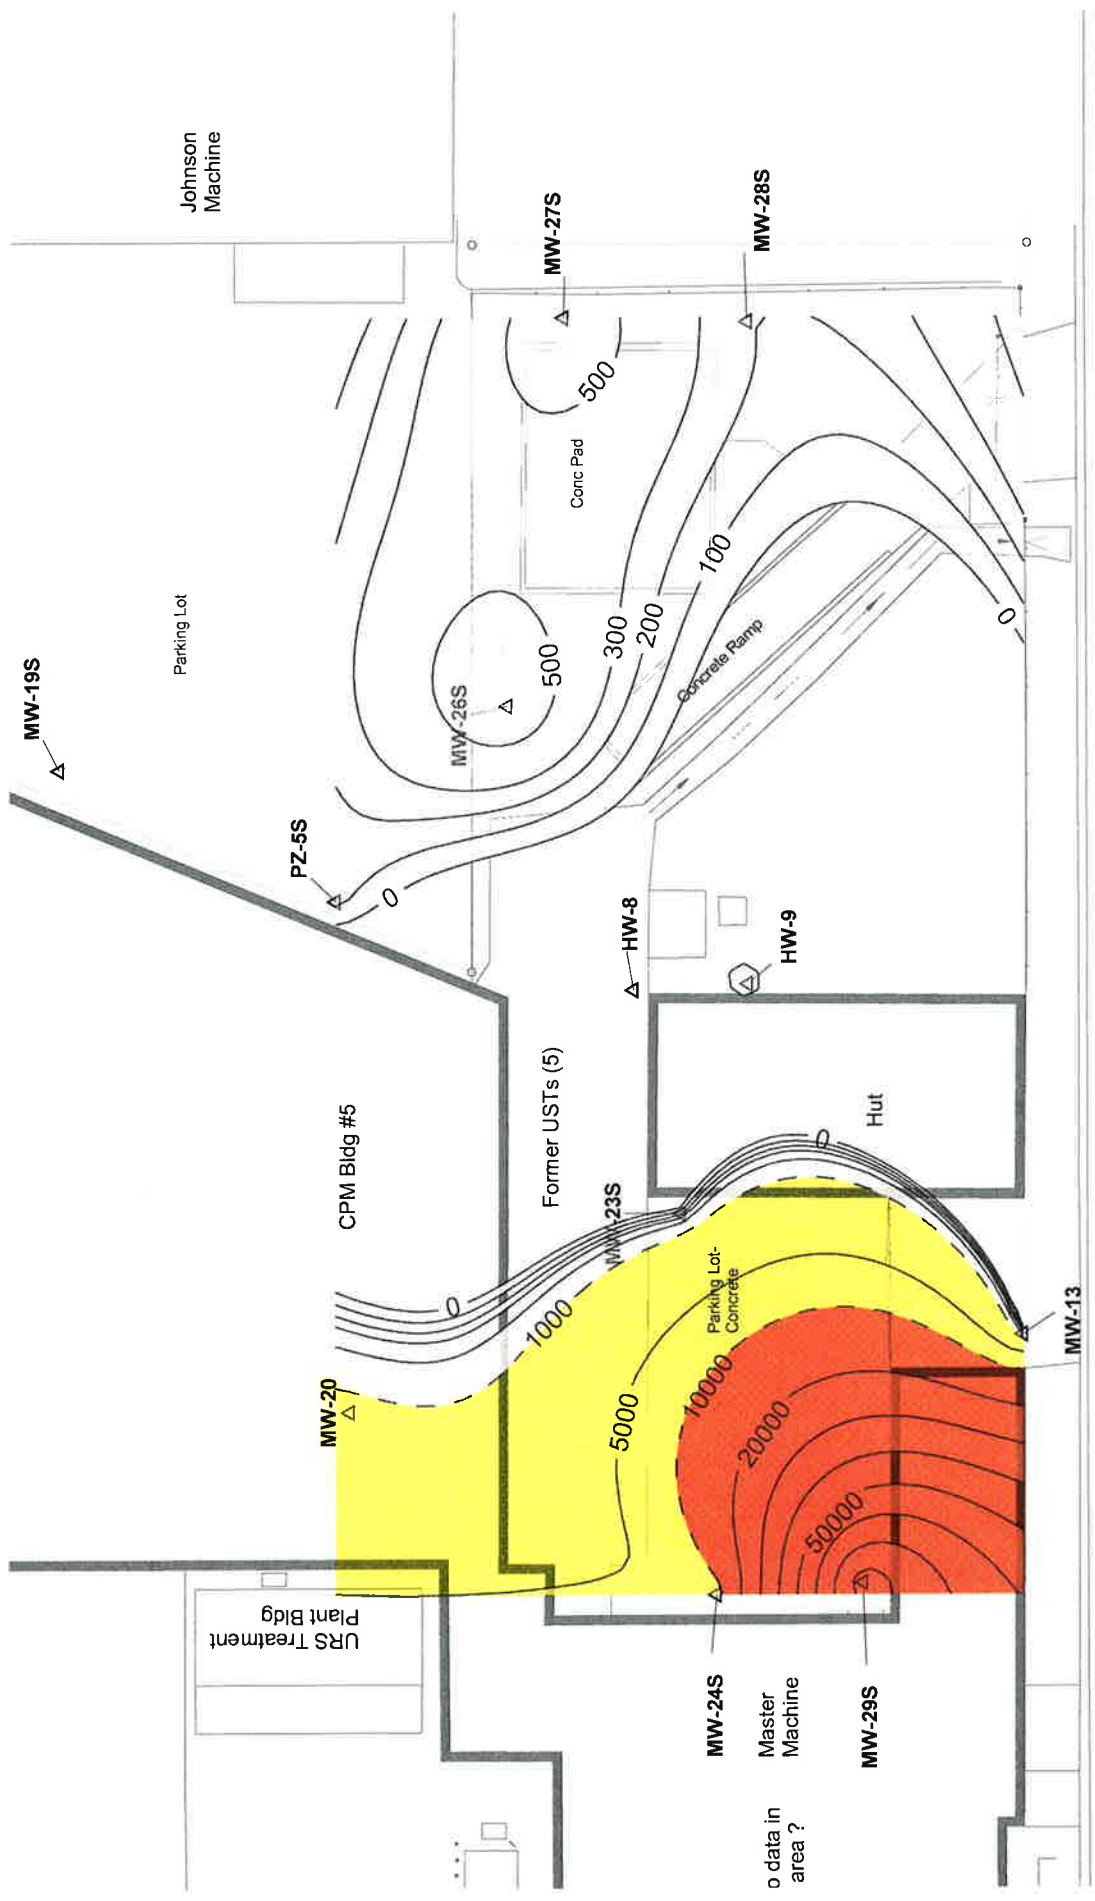 Johnson
Machine
MW-27S
MW-28S
500
Conc Pad
Parking Lot
MW-19S
100
300
200
500
0
MW-26S
Concrete Ramp
PZ-5S
0
HW-8
HW-9
CPM Bldg #5
Former USTs (5)
Hut
0
MW-23S
0
1000
Parking Lot-
Concrete
MW-13
MW-20
5000
10000
20000
50000
URS Treatment
Plant Bldg
MW-24S
Master
Machine
MW-29S
o data in
area ?